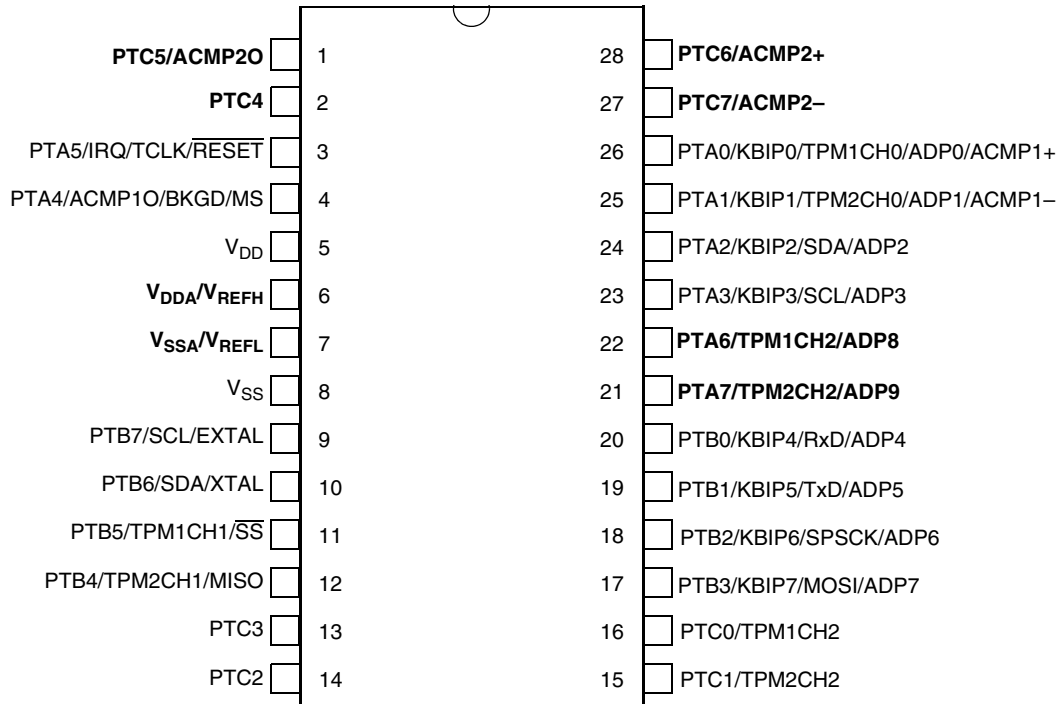 PTC5/ACMP2O 1 28 PTC6/ACMP2+
PTC4 2 27 PTC7/ACMP2–
PTA5/IRQ/TCLK/RESET 3 26 PTA0/KBIP0/TPM1CH0/ADP0/ACMP1+
PTA4/ACMP1O/BKGD/MS 4 25 PTA1/KBIP1/TPM2CH0/ADP1/ACMP1–
VDD 5 24 PTA2/KBIP2/SDA/ADP2
VDDA/VREFH 6 23 PTA3/KBIP3/SCL/ADP3
VSSA/VREFL 7 22 PTA6/TPM1CH2/ADP8
VSS 8 21 PTA7/TPM2CH2/ADP9
PTB7/SCL/EXTAL 9 20 PTB0/KBIP4/RxD/ADP4
PTB6/SDA/XTAL 10 19 PTB1/KBIP5/TxD/ADP5
PTB5/TPM1CH1/SS 11 18 PTB2/KBIP6/SPSCK/ADP6
PTB4/TPM2CH1/MISO 12 17 PTB3/KBIP7/MOSI/ADP7
PTC3 13 16 PTC0/TPM1CH2
PTC2 14 15 PTC1/TPM2CH2